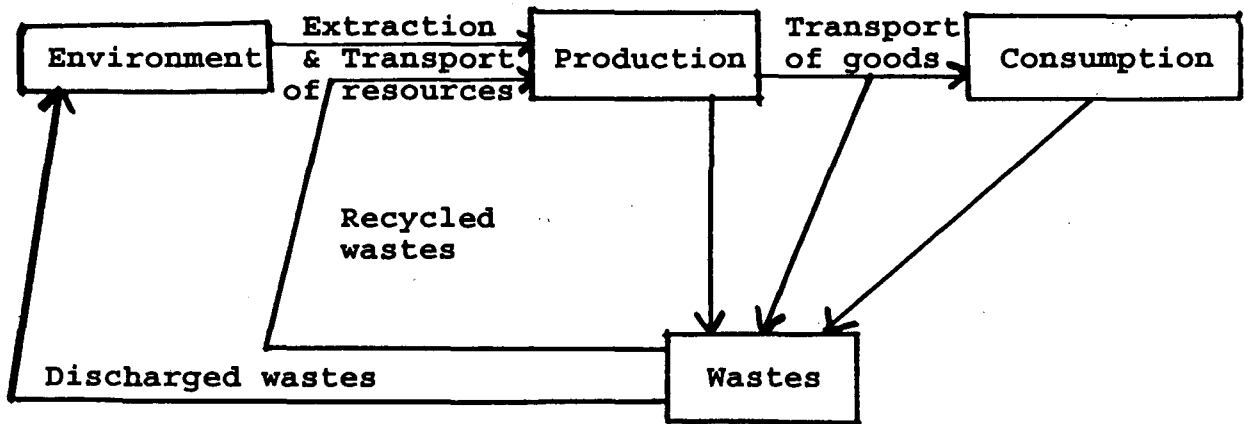 Environment
Extraction
& Transport
of resources
Production
Transport
of goods
Consumption
Recycled
wastes
Discharged wastes
Wastes